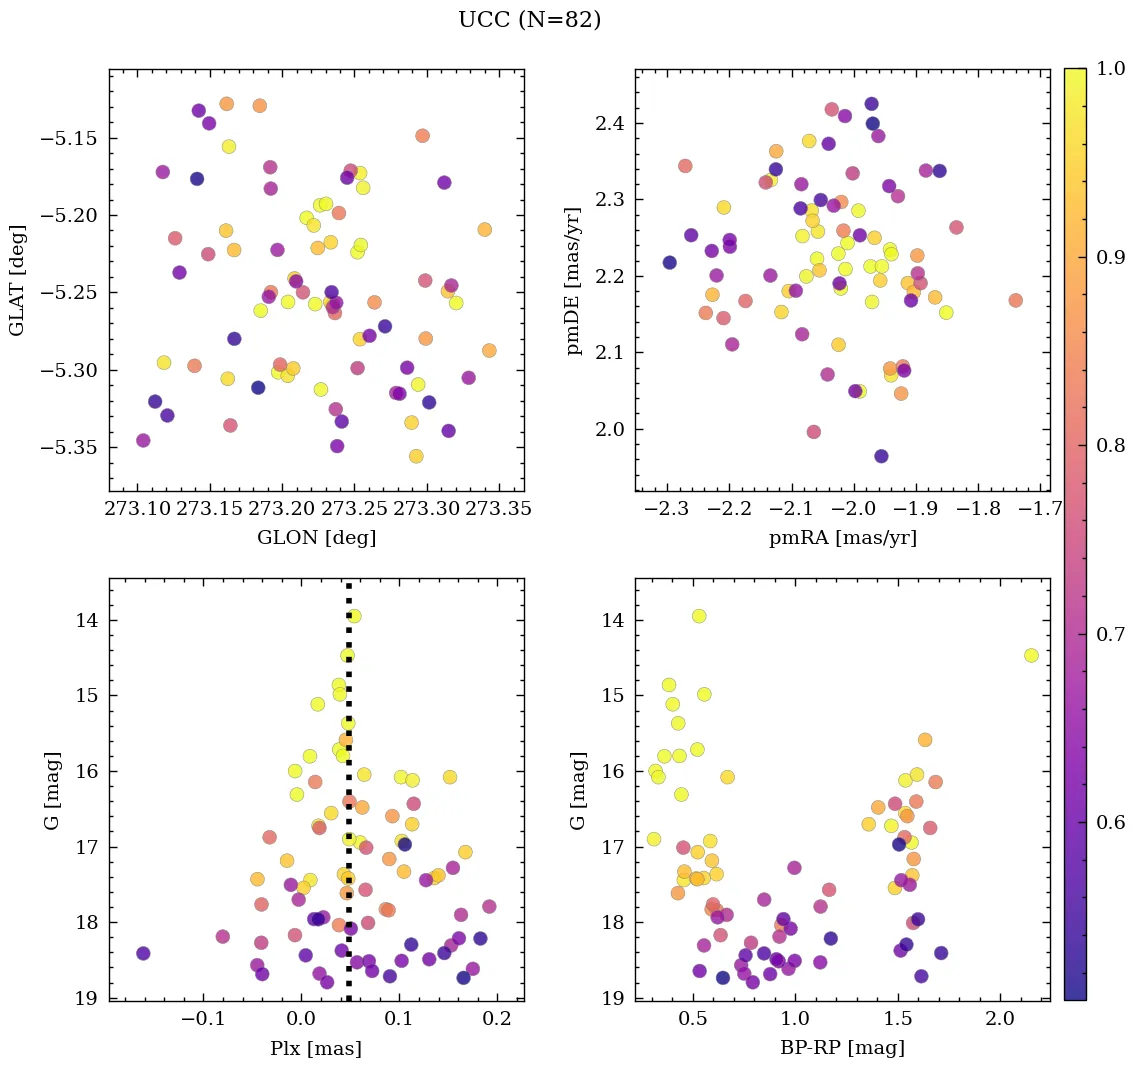 UCC (N=82)
−5.15
−5.20
−5.25
−5.30
−5.35
GLAT [deg]
273.10 273.15 273.20 273.25 273.30 273.35
GLON [deg]
2.4
2.3
2.2
2.1
2.0
pmDE [mas/yr]
−2.3 −2.2 −2.1 −2.0 −1.9 −1.8 −1.7
pmRA [mas/yr]
1.0
0.9
0.8
0.7
0.6
14
15
16
17
18
19
G [mag]
−0.1 0.0 0.1 0.2
Plx [mas]
14
15
16
17
18
19
G [mag]
0.5 1.0 1.5 2.0
BP-RP [mag]